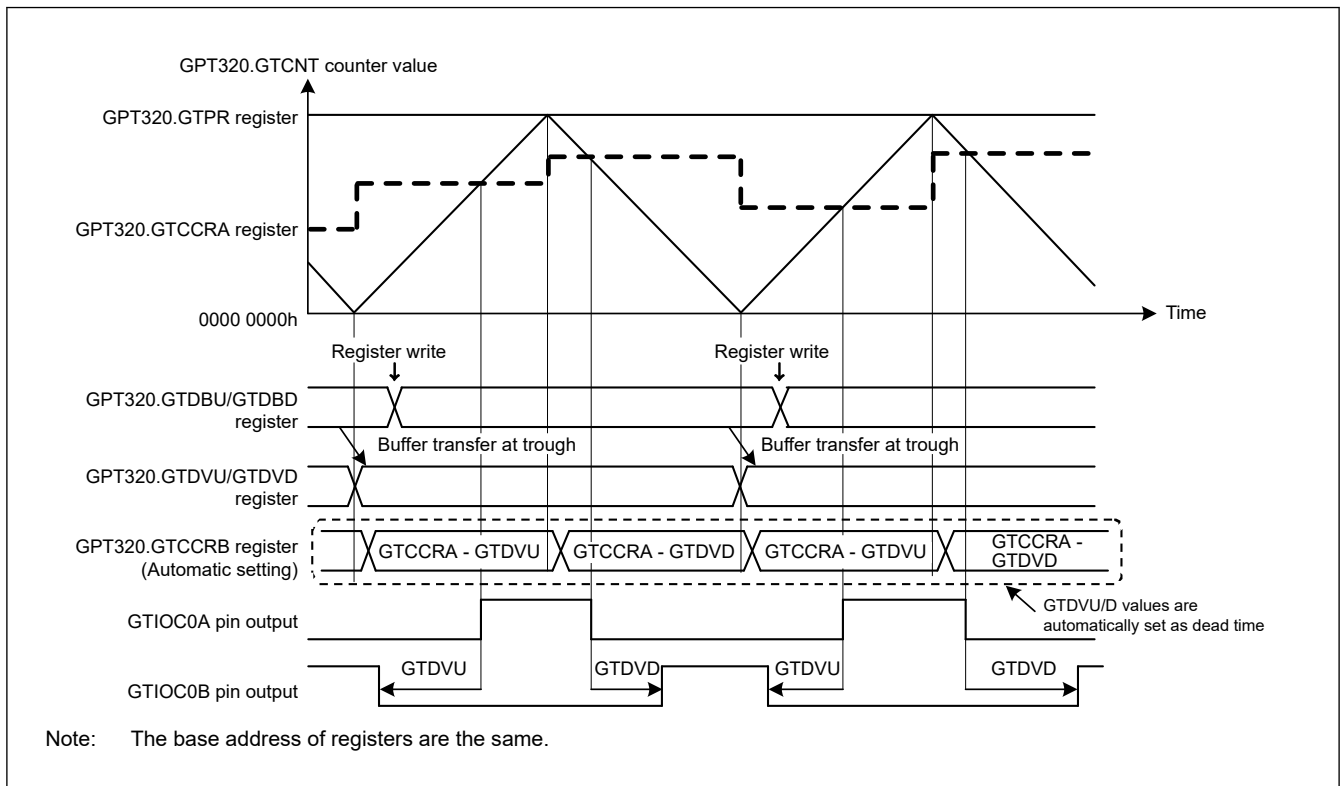 GPT320.GTCNT counter value
GPT320.GTPR register
GPT320.GTCCRA register
0000 0000h
Time
Register write
Register write
GPT320.GTDBU/GTDBD
register
Buffer transfer at trough
Buffer transfer at trough
GPT320.GTDVU/GTDVD
register
GPT320.GTCCRB register
(Automatic setting)
GTCCRA - GTDVU
GTCCRA - GTDVD
GTCCRA - GTDVU
GTCCRA -
GTDVD
GTDVU/D values are
automatically set as dead time
GTIOC0A pin output
GTDVU
GTDVD
GTDVU
GTDVD
GTIOC0B pin output
Note: The base address of registers are the same.